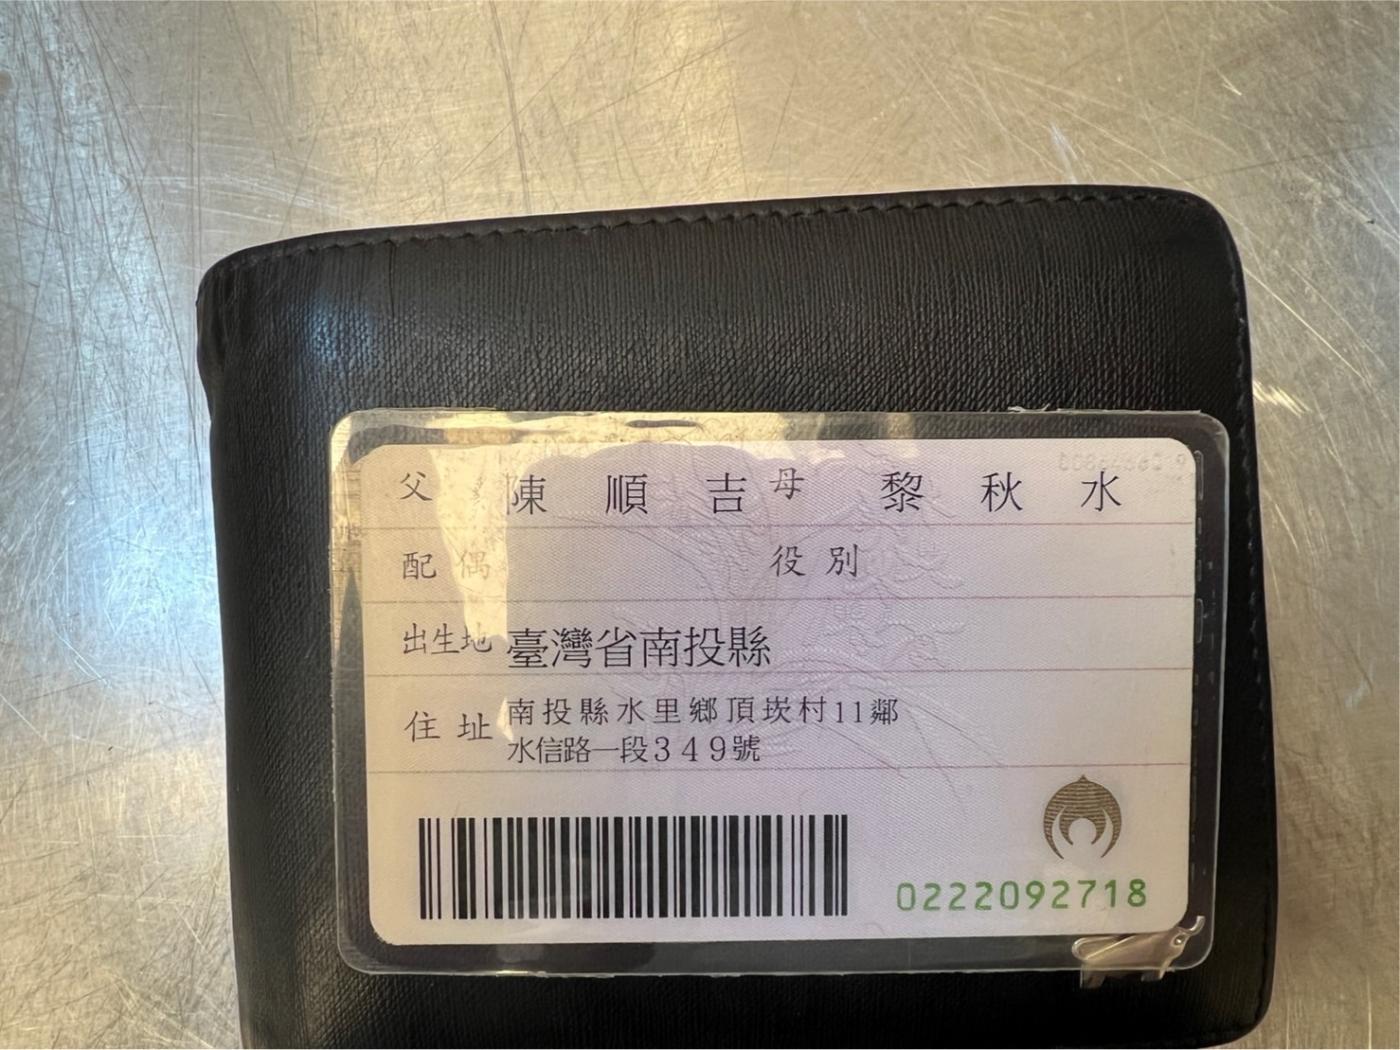 父 陳順吉 母 黎秋水
配偶 役別
出生地 臺灣省南投縣
住址 南投縣水里鄉頂崁村11鄰
水信路一段349號
0222092718